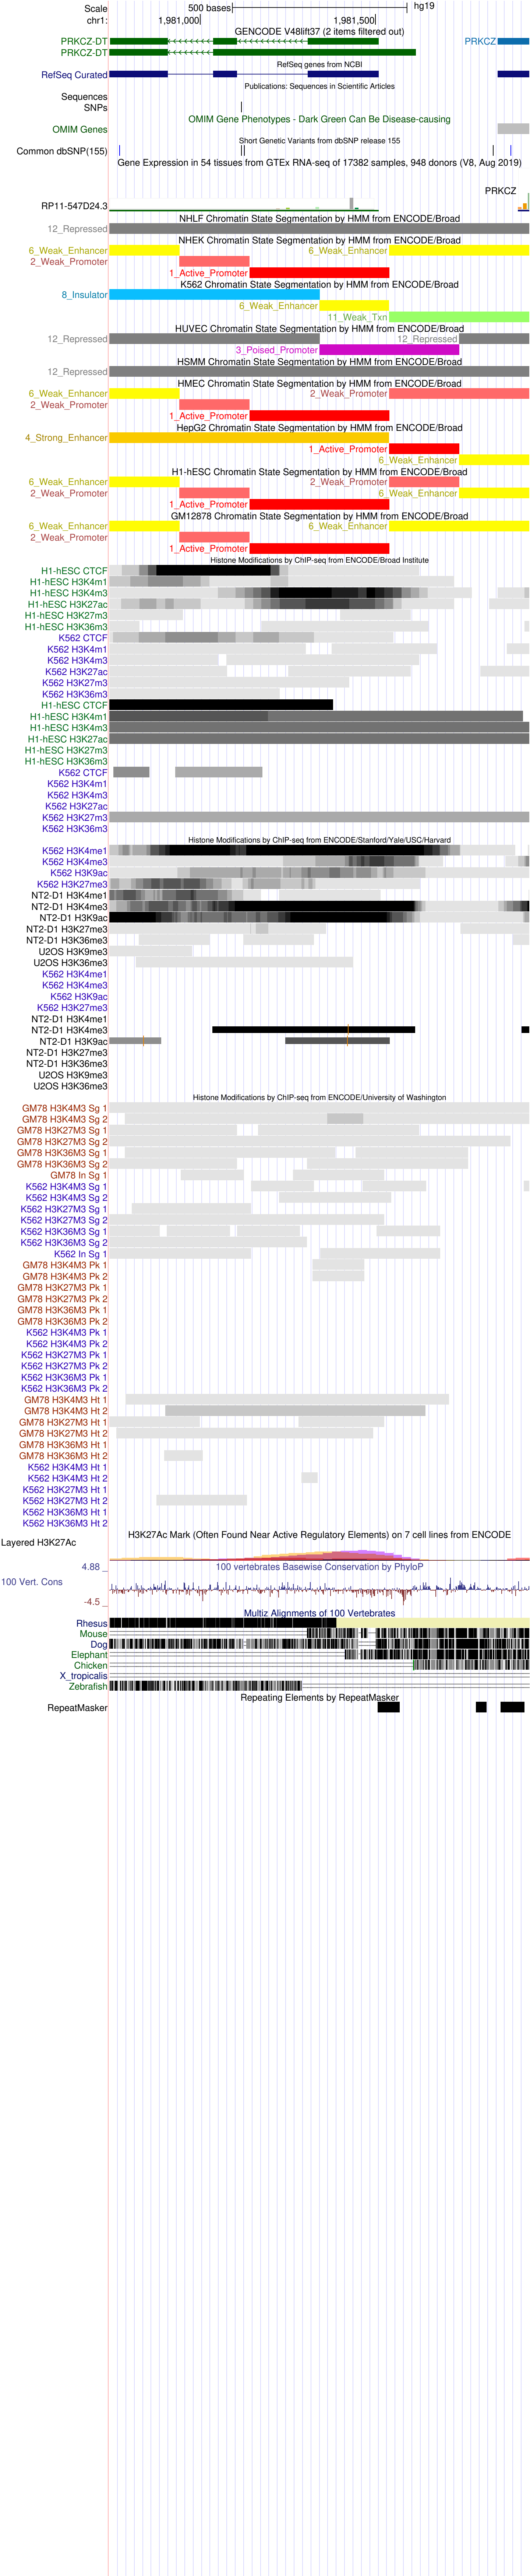 Scale 500 bases hg19
chr1: 1,981,000 1,981,500
GENCODE V48lift37 (2 items filtered out)
PRKCZ-DT PRKCZ
PRKCZ-DT
RefSeq genes from NCBI
RefSeq Curated
Publications: Sequences in Scientific Articles
Sequences
SNPs
OMIM Gene Phenotypes - Dark Green Can Be Disease-causing
OMIM Genes
Short Genetic Variants from dbSNP release 155
Common dbSNP(155)
Gene Expression in 54 tissues from GTEx RNA-seq of 17382 samples, 948 donors (V8, Aug 2019)
PRKCZ
RP11-547D24.3
NHLF Chromatin State Segmentation by HMM from ENCODE/Broad
12_Repressed
NHEK Chromatin State Segmentation by HMM from ENCODE/Broad
6_Weak_Enhancer 6_Weak_Enhancer
2_Weak_Promoter
1_Active_Promoter
K562 Chromatin State Segmentation by HMM from ENCODE/Broad
8_Insulator
6_Weak_Enhancer
11_Weak_Txn
HUVEC Chromatin State Segmentation by HMM from ENCODE/Broad
12_Repressed 12_Repressed
3_Poised_Promoter
HSMM Chromatin State Segmentation by HMM from ENCODE/Broad
12_Repressed
HMEC Chromatin State Segmentation by HMM from ENCODE/Broad
6_Weak_Enhancer 2_Weak_Promoter
2_Weak_Promoter
1_Active_Promoter
HepG2 Chromatin State Segmentation by HMM from ENCODE/Broad
4_Strong_Enhancer
1_Active_Promoter
6_Weak_Enhancer
H1-hESC Chromatin State Segmentation by HMM from ENCODE/Broad
6_Weak_Enhancer 2_Weak_Promoter
2_Weak_Promoter 6_Weak_Enhancer
1_Active_Promoter
GM12878 Chromatin State Segmentation by HMM from ENCODE/Broad
6_Weak_Enhancer 6_Weak_Enhancer
2_Weak_Promoter
1_Active_Promoter
Histone Modifications by ChIP-seq from ENCODE/Broad Institute
H1-hESC CTCF
H1-hESC H3K4m1
H1-hESC H3K4m3
H1-hESC H3K27ac
H1-hESC H3K27m3
H1-hESC H3K36m3
K562 CTCF
K562 H3K4m1
K562 H3K4m3
K562 H3K27ac
K562 H3K27m3
K562 H3K36m3
H1-hESC CTCF
H1-hESC H3K4m1
H1-hESC H3K4m3
H1-hESC H3K27ac
H1-hESC H3K27m3
H1-hESC H3K36m3
K562 CTCF
K562 H3K4m1
K562 H3K4m3
K562 H3K27ac
K562 H3K27m3
K562 H3K36m3
Histone Modifications by ChIP-seq from ENCODE/Stanford/Yale/USC/Harvard
K562 H3K4me1
K562 H3K4me3
K562 H3K9ac
K562 H3K27me3
NT2-D1 H3K4me1
NT2-D1 H3K4me3
NT2-D1 H3K9ac
NT2-D1 H3K27me3
NT2-D1 H3K36me3
U2OS H3K9me3
U2OS H3K36me3
K562 H3K4me1
K562 H3K4me3
K562 H3K9ac
K562 H3K27me3
NT2-D1 H3K4me1
NT2-D1 H3K4me3
NT2-D1 H3K9ac
NT2-D1 H3K27me3
NT2-D1 H3K36me3
U2OS H3K9me3
U2OS H3K36me3
Histone Modifications by ChIP-seq from ENCODE/University of Washington
GM78 H3K4M3 Sg 1
GM78 H3K4M3 Sg 2
GM78 H3K27M3 Sg 1
GM78 H3K27M3 Sg 2
GM78 H3K36M3 Sg 1
GM78 H3K36M3 Sg 2
GM78 In Sg 1
K562 H3K4M3 Sg 1
K562 H3K4M3 Sg 2
K562 H3K27M3 Sg 1
K562 H3K27M3 Sg 2
K562 H3K36M3 Sg 1
K562 H3K36M3 Sg 2
K562 In Sg 1
GM78 H3K4M3 Pk 1
GM78 H3K4M3 Pk 2
GM78 H3K27M3 Pk 1
GM78 H3K27M3 Pk 2
GM78 H3K36M3 Pk 1
GM78 H3K36M3 Pk 2
K562 H3K4M3 Pk 1
K562 H3K4M3 Pk 2
K562 H3K27M3 Pk 1
K562 H3K27M3 Pk 2
K562 H3K36M3 Pk 1
K562 H3K36M3 Pk 2
GM78 H3K4M3 Ht 1
GM78 H3K4M3 Ht 2
GM78 H3K27M3 Ht 1
GM78 H3K27M3 Ht 2
GM78 H3K36M3 Ht 1
GM78 H3K36M3 Ht 2
K562 H3K4M3 Ht 1
K562 H3K4M3 Ht 2
K562 H3K27M3 Ht 1
K562 H3K27M3 Ht 2
K562 H3K36M3 Ht 1
K562 H3K36M3 Ht 2
H3K27Ac Mark (Often Found Near Active Regulatory Elements) on 7 cell lines from ENCODE
Layered H3K27Ac
100 vertebrates Basewise Conservation by PhyloP
4.88 _
100 Vert. Cons
-4.5 _
Multiz Alignments of 100 Vertebrates
Rhesus
Mouse
Dog
Elephant
Chicken
X_tropicalis
Zebrafish
Repeating Elements by RepeatMasker
RepeatMasker